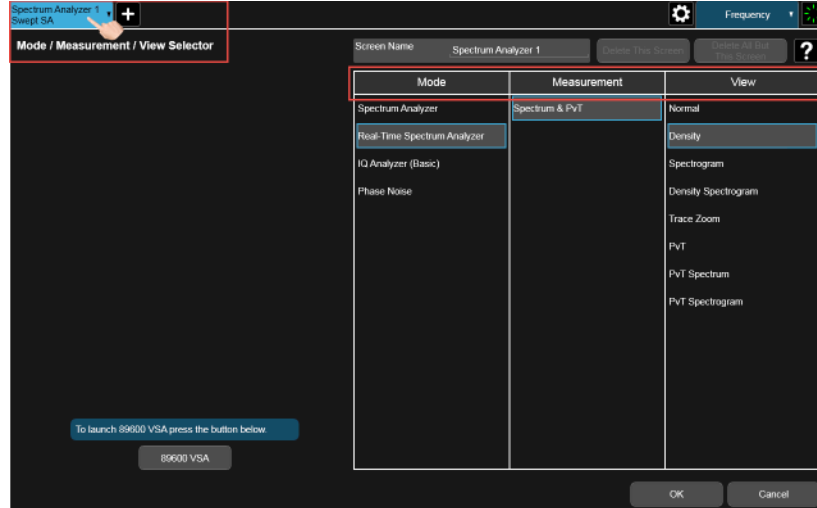 Spectrum Analyzer 1
Swept SA
+
Frequency
Mode / Measurement / View Selector
Screen Name
Spectrum Analyzer 1
Delete This Screen
Delete All But
This Screen
?
Mode
Measurement
View
Spectrum Analyzer
Spectrum & PvT
Normal
Real-Time Spectrum Analyzer
Density
IQ Analyzer (Basic)
Spectrogram
Phase Noise
Density Spectrogram
Trace Zoom
PvT
PvT Spectrum
PvT Spectrogram
To launch 89600 VSA press the button below.
89600 VSA
OK
Cancel